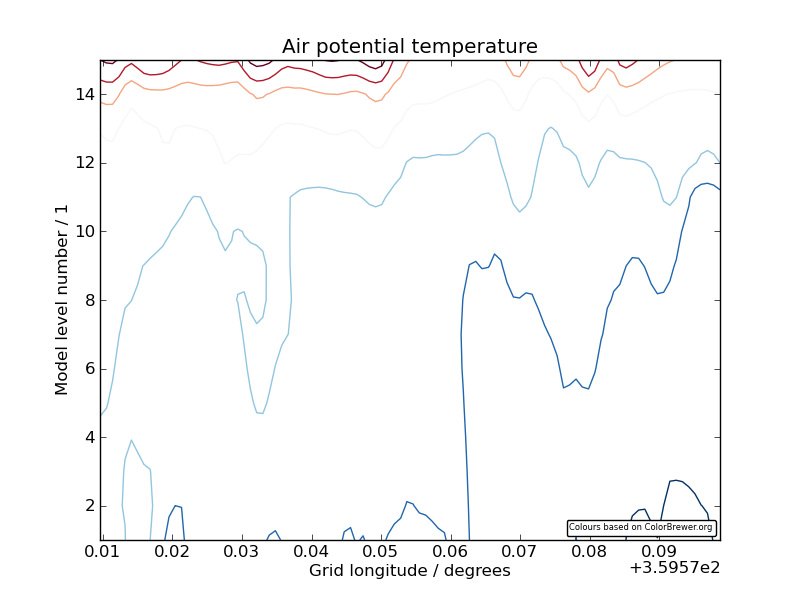 Air potential temperature
14
12
10
8
6
4
2
Model level number / 1
Colours based on ColorBrewer.org
0.01 0.02 0.03 0.04 0.05 0.06 0.07 0.08 0.09
Grid longitude / degrees
+3.5957e2